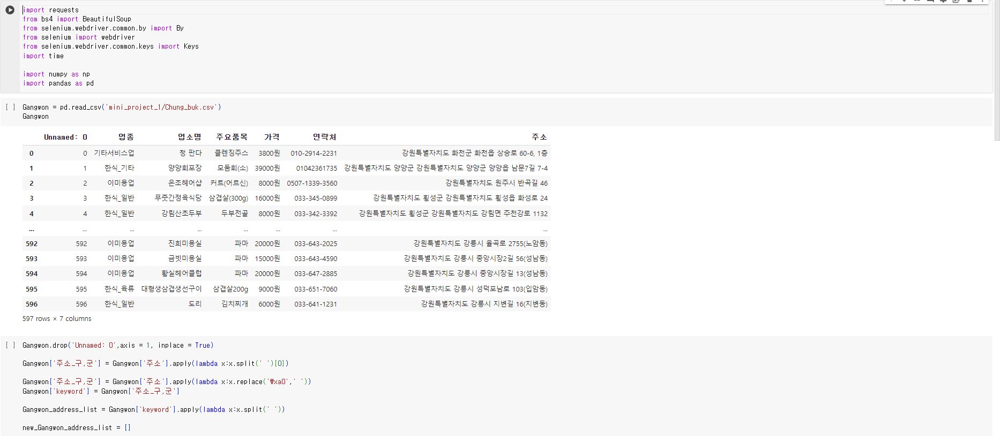 import requests
from bs4 import BeautifulSoup
from selenium.webdriver.common.by import By
from selenium import webdriver
from selenium.webdriver.common.keys import Keys
import time
import numpy as np
import pandas as pd
[ ] Gangwon = pd.read_csv('mini_project_1/Chung_buk.csv')
Gangwon
Unnamed: 0 업종 업소명 주요품목 가격 연락처 주소
0 0 기타서비스업 청 판다 클렌징주스 3800원 010-2914-2231 강원특별자치도 화천군 화천읍 상승로 60-6, 1층
1 1 한식_기타 양양회포장 모둠회(소) 39000원 01042361735 강원특별자치도 양양군 강원특별자치도 양양군 양양읍 남문7길 7-4
2 2 이미용업 은조헤어샵 커트(어르신) 8000원 0507-1339-3560 강원특별자치도 원주시 반곡길 46
3 3 한식_일반 푸줏간정육식당 삼겹살(300g) 16000원 033-345-0899 강원특별자치도 횡성군 강원특별자치도 횡성읍 화성로 24
4 4 한식_일반 강림산초두부 두부전골 8000원 033-342-3392 강원특별자치도 횡성군 강원특별자치도 강림면 주천강로 1132
... ... ... ... ... ... ... ...
592 592 이미용업 진희미용실 파마 20000원 033-643-2025 강원특별자치도 강릉시 율곡로 2755(노암동)
593 593 이미용업 금빗미용실 파마 15000원 033-643-4590 강원특별자치도 강릉시 중앙시장2길 56(성남동)
594 594 이미용업 황실헤어클럽 파마 20000원 033-647-2885 강원특별자치도 강릉시 중앙시장길 13(성남동)
595 595 한식_육류 대형생삼겹생선구이 삼겹살200g 9000원 033-651-7060 강원특별자치도 강릉시 성덕포남로 103(입암동)
596 596 한식_일반 도리 김치찌개 6000원 033-641-1231 강원특별자치도 강릉시 지변길 16(지변동)
597 rows × 7 columns
[ ] Gangwon.drop('Unnamed: 0',axis = 1, inplace = True)
Gangwon['주소_구,군'] = Gangwon['주소'].apply(lambda x:x.split(' ')[0])
Gangwon['주소_구,군'] = Gangwon['주소'].apply(lambda x:x.replace('₩xa0',' '))
Gangwon['keyword'] = Gangwon['주소_구,군']
Gangwon_address_list = Gangwon['keyword'].apply(lambda x:x.split(' '))
new_Gangwon_address_list = []